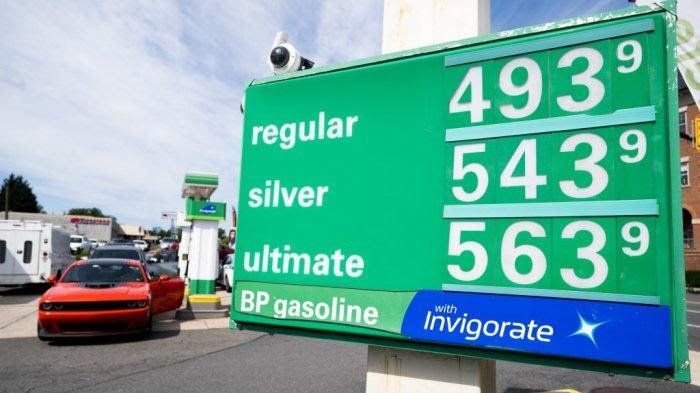 regular 493 9
silver 543 9
ultimate 563 9
BP gasoline with Invigorate